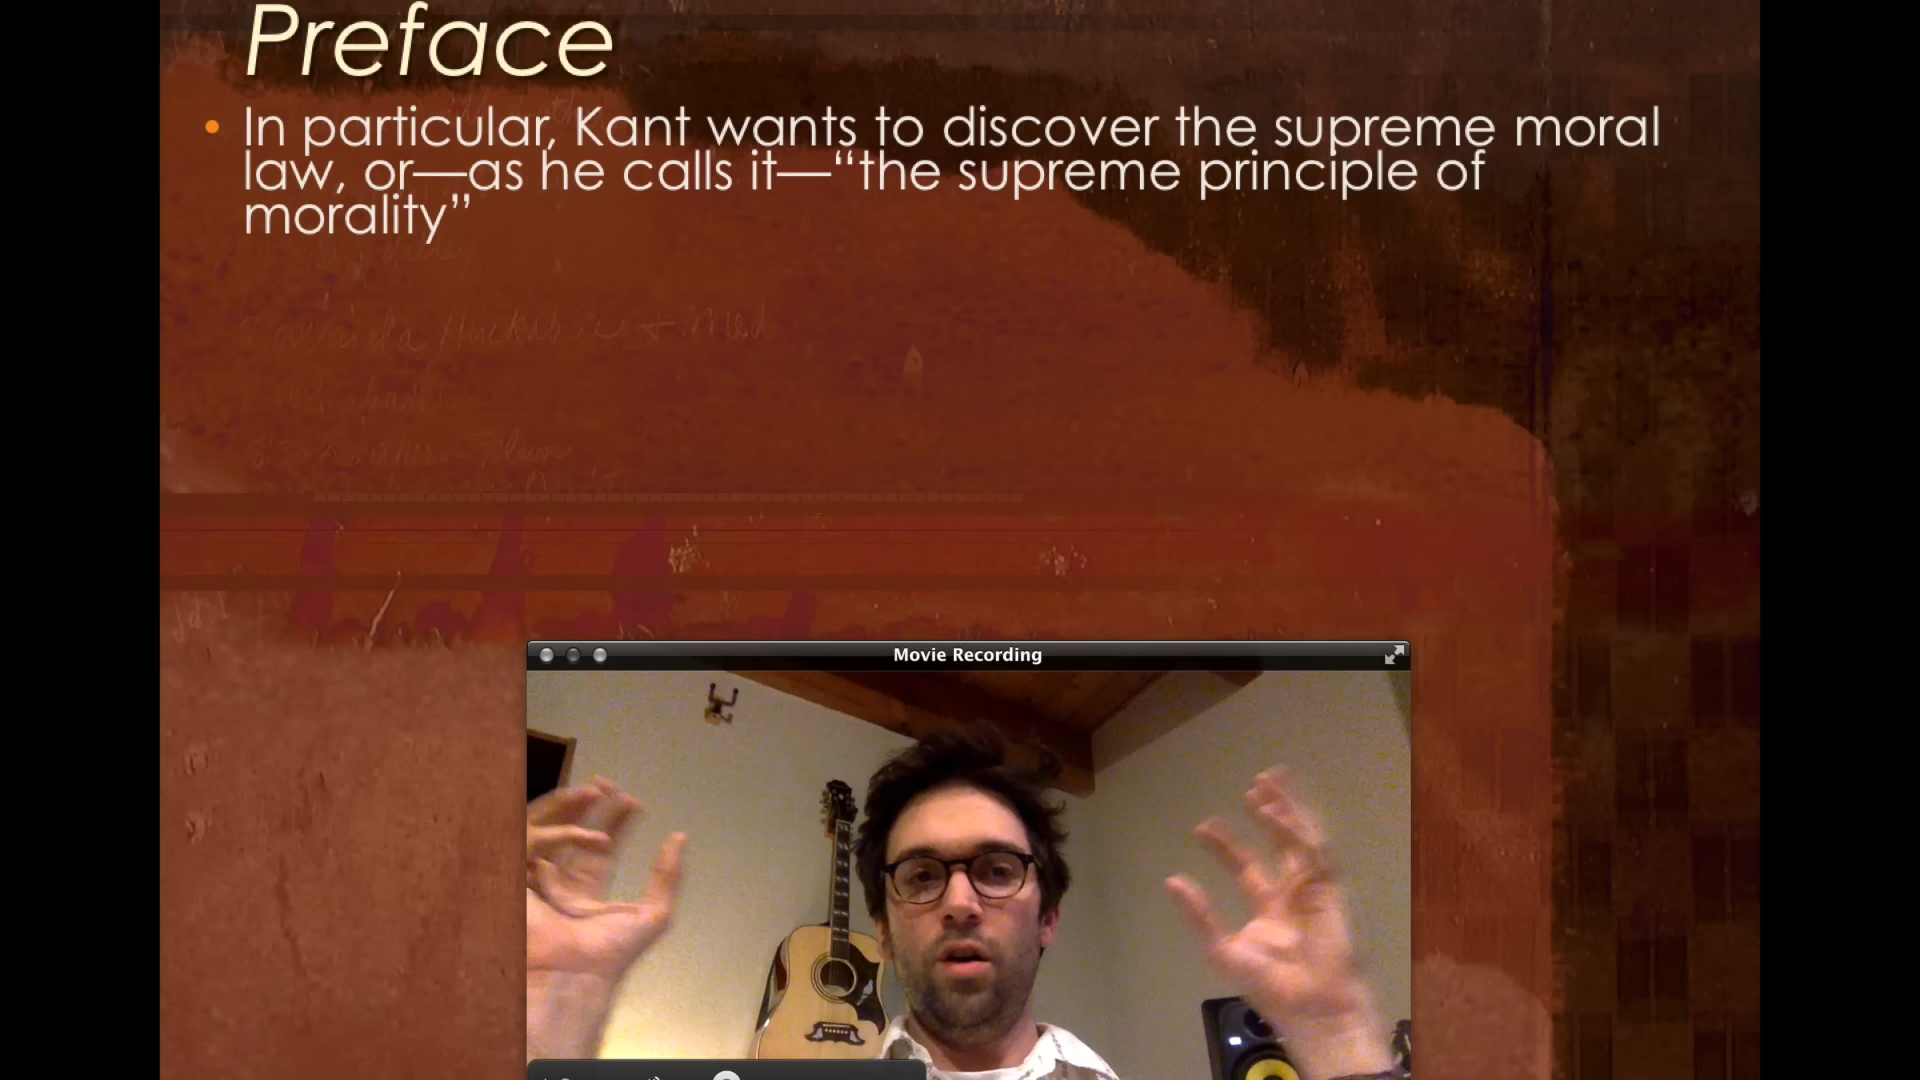 Preface
• In particular, Kant wants to discover the supreme moral
law, or—as he calls it—“the supreme principle of
morality”
Movie Recording